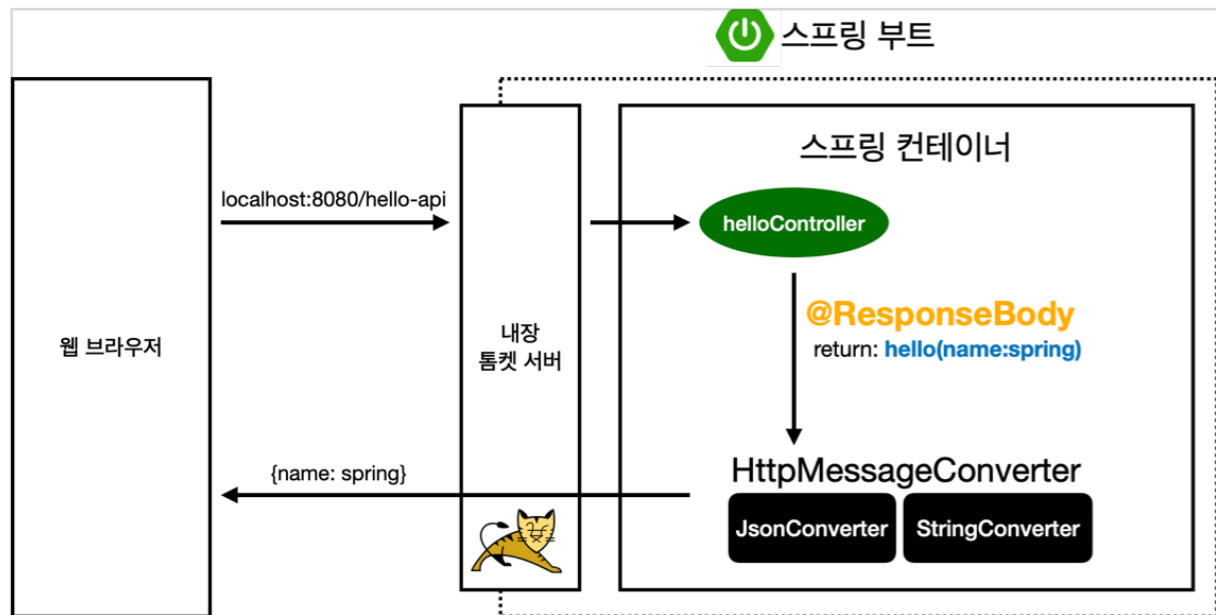 스프링 부트
스프링 컨테이너
localhost:8080/hello-api
helloController
@ResponseBody
return: hello(name:spring)
웹 브라우저
내장
톰켓 서버
{name: spring}
HttpMessageConverter
JsonConverter
StringConverter